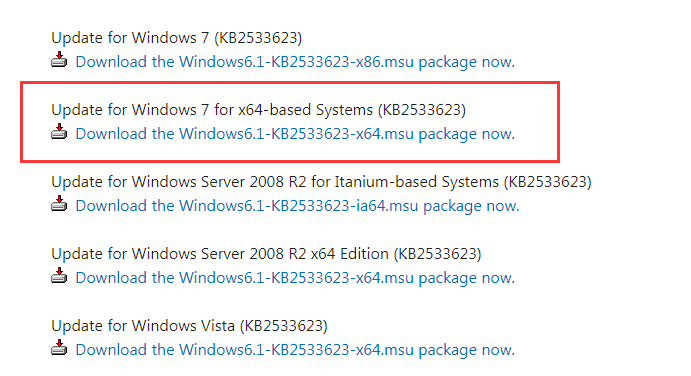 Update for Windows 7 (KB2533623)
Download the Windows6.1-KB2533623-x86.msu package now.
Update for Windows 7 for x64-based Systems (KB2533623)
Download the Windows6.1-KB2533623-x64.msu package now.
Update for Windows Server 2008 R2 for Itanium-based Systems (KB2533623)
Download the Windows6.1-KB2533623-ia64.msu package now.
Update for Windows Server 2008 R2 x64 Edition (KB2533623)
Download the Windows6.1-KB2533623-x64.msu package now.
Update for Windows Vista (KB2533623)
Download the Windows6.1-KB2533623-x64.msu package now.